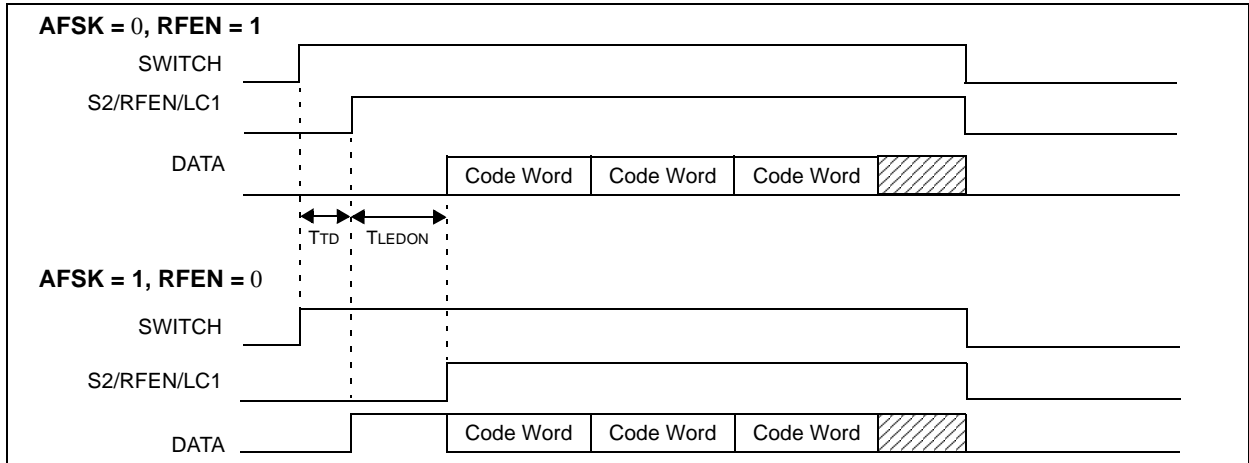 AFSK = 0, RFEN = 1
SWITCH
S2/RFEN/LC1
DATA
Code Word Code Word Code Word
TTD TLEDON
AFSK = 1, RFEN = 0
SWITCH
S2/RFEN/LC1
DATA
Code Word Code Word Code Word